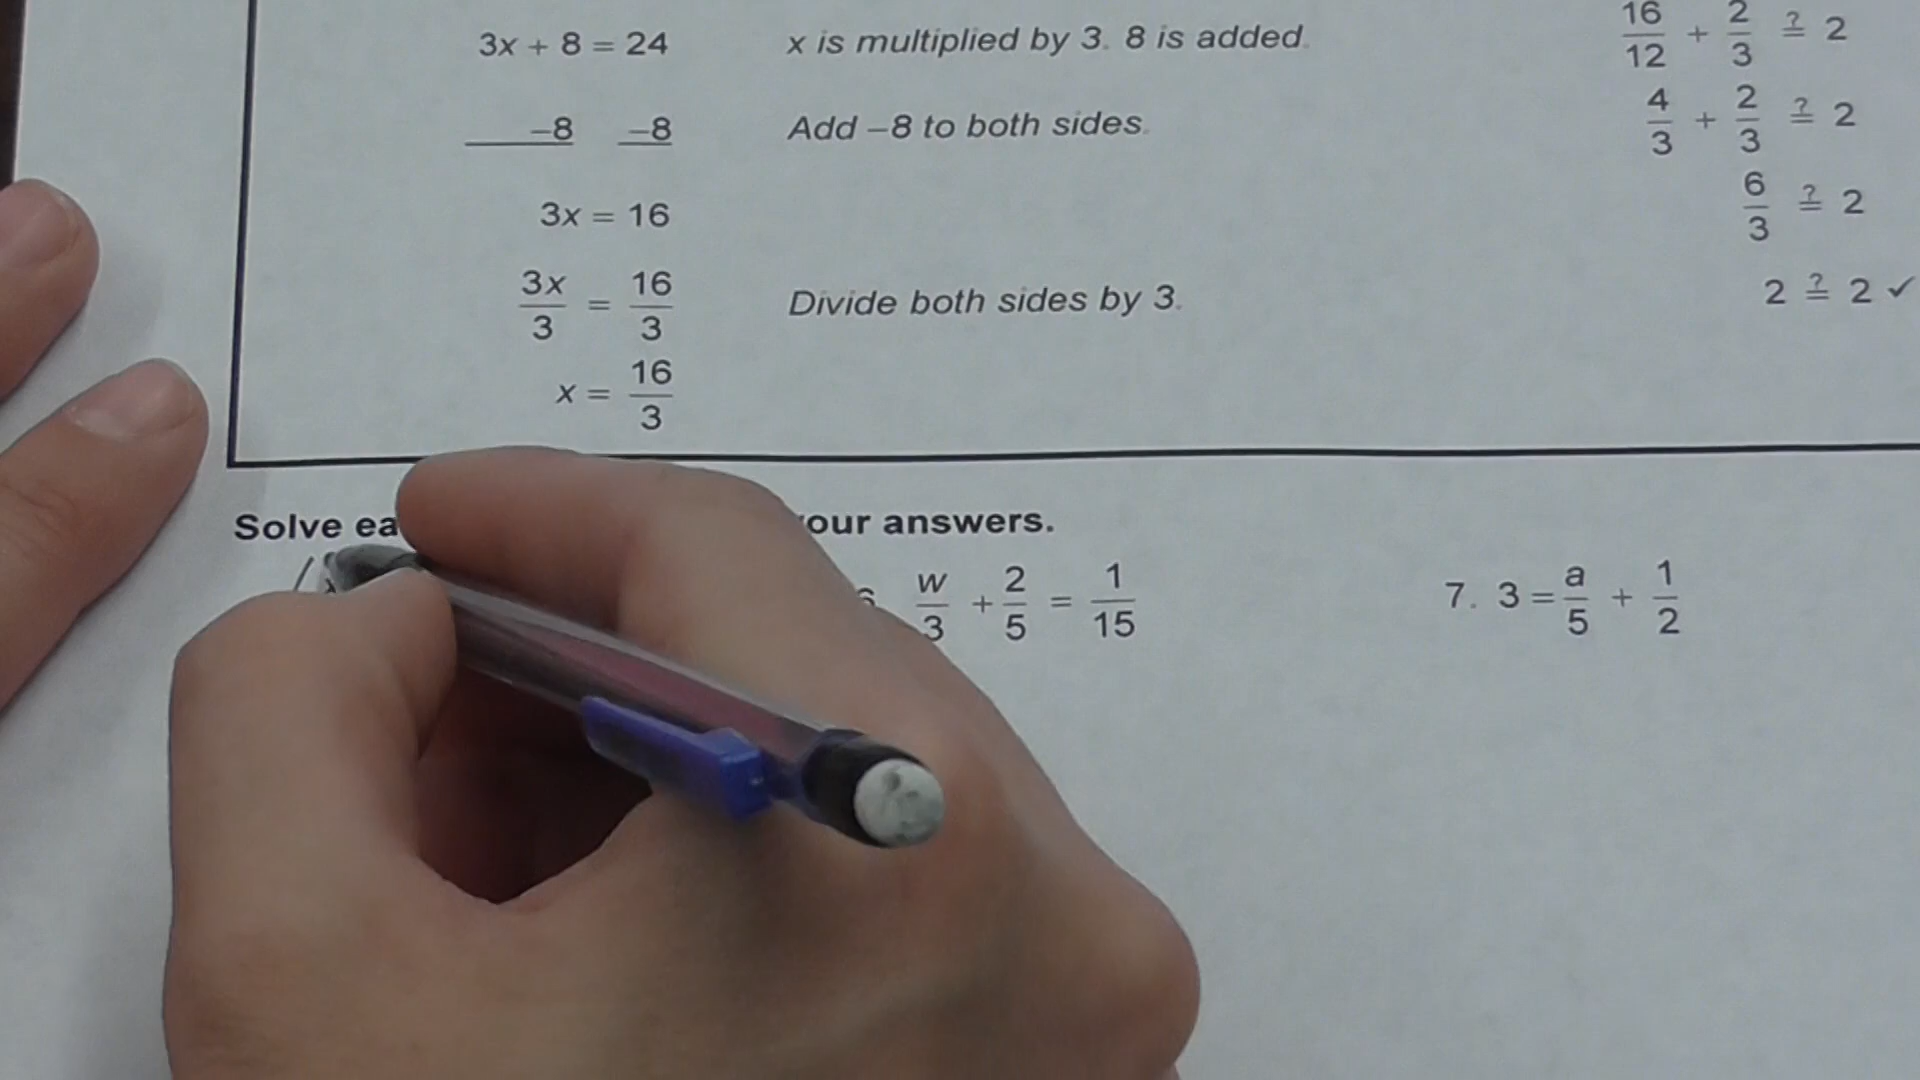 3x + 8 = 24 x is multiplied by 3. 8 is added. 16/12 + 2/3 ≟ 2
–8 –8 Add –8 to both sides. 4/3 + 2/3 ≟ 2
3x = 16 6/3 ≟ 2
3x/3 = 16/3 Divide both sides by 3. 2 ≟ 2 ✓
x = 16/3
Solve our answers.
w/3 + 2/5 = 1/15 7. 3 = a/5 + 1/2